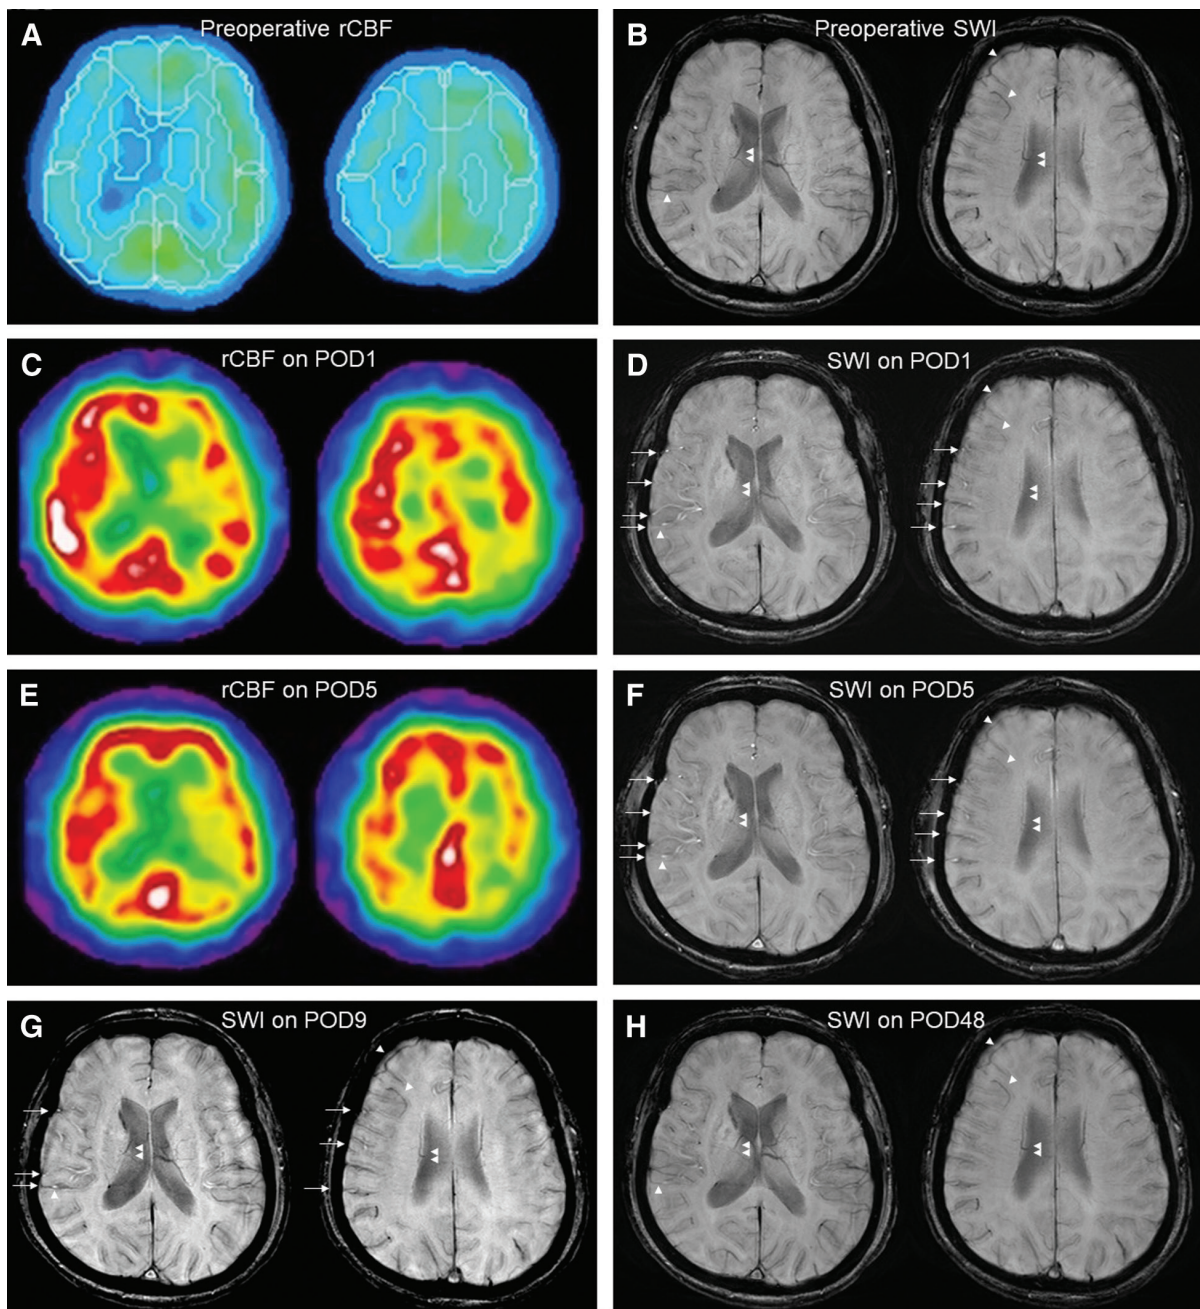 A
Preoperative rCBF
B
Preoperative SWI
C
rCBF on POD1
D
SWI on POD1
E
rCBF on POD5
F
SWI on POD5
G
SWI on POD9
H
SWI on POD48